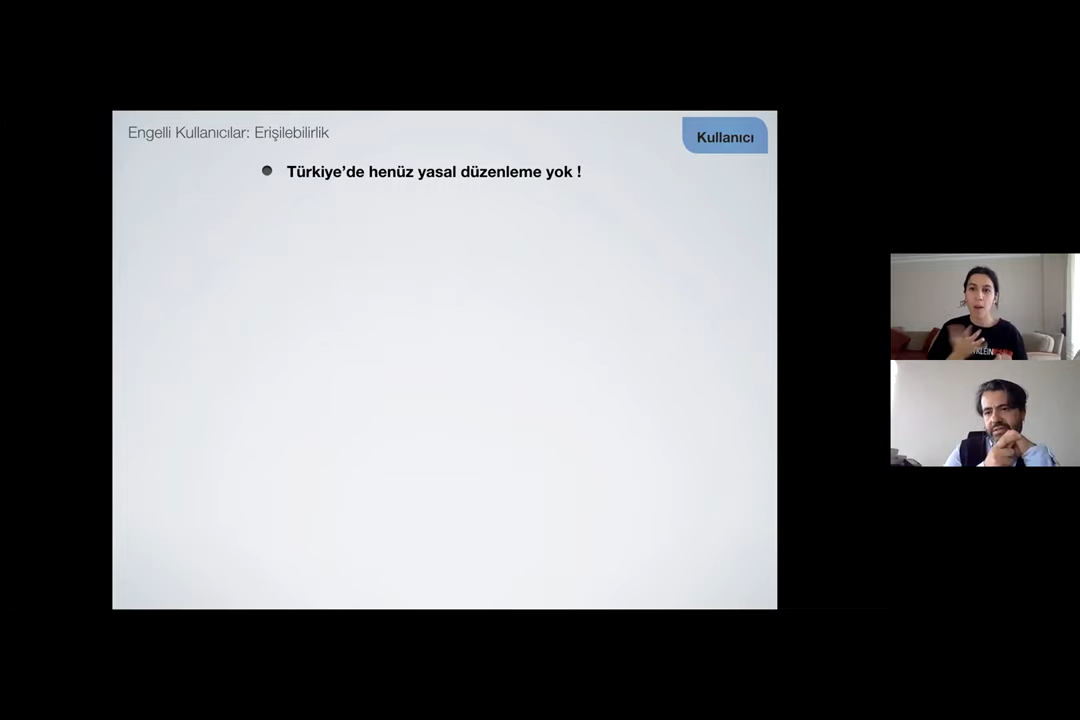 Engelli Kullanıcılar: Erişilebilirlik
Kullanıcı
Türkiye’de henüz yasal düzenleme yok !